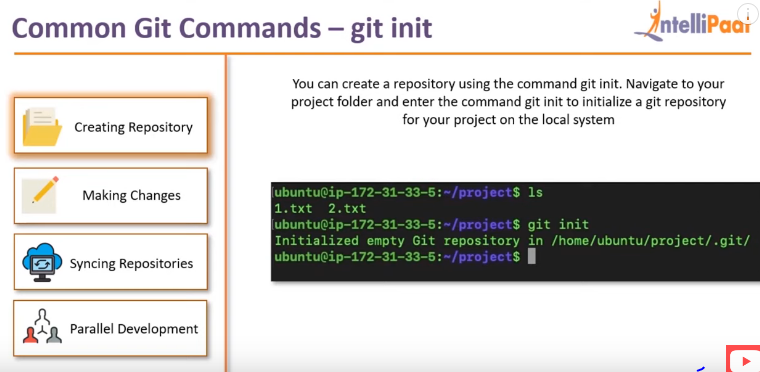 Common Git Commands – git init
IntelliPaat
You can create a repository using the command git init. Navigate to your
project folder and enter the command git init to initialize a git repository
for your project on the local system
Creating Repository
Making Changes
Syncing Repositories
Parallel Development
[ubuntu@ip-172-31-33-5:~/project$ ls
1.txt  2.txt
[ubuntu@ip-172-31-33-5:~/project$ git init
Initialized empty Git repository in /home/ubuntu/project/.git/
ubuntu@ip-172-31-33-5:~/project$